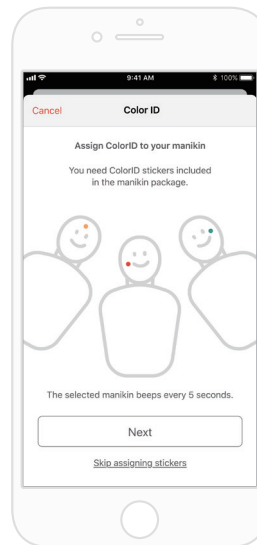 9:41 AM 100%
Cancel Color ID
Assign ColorID to your manikin
You need ColorID stickers included
in the manikin package.
The selected manikin beeps every 5 seconds.
Next
Skip assigning stickers